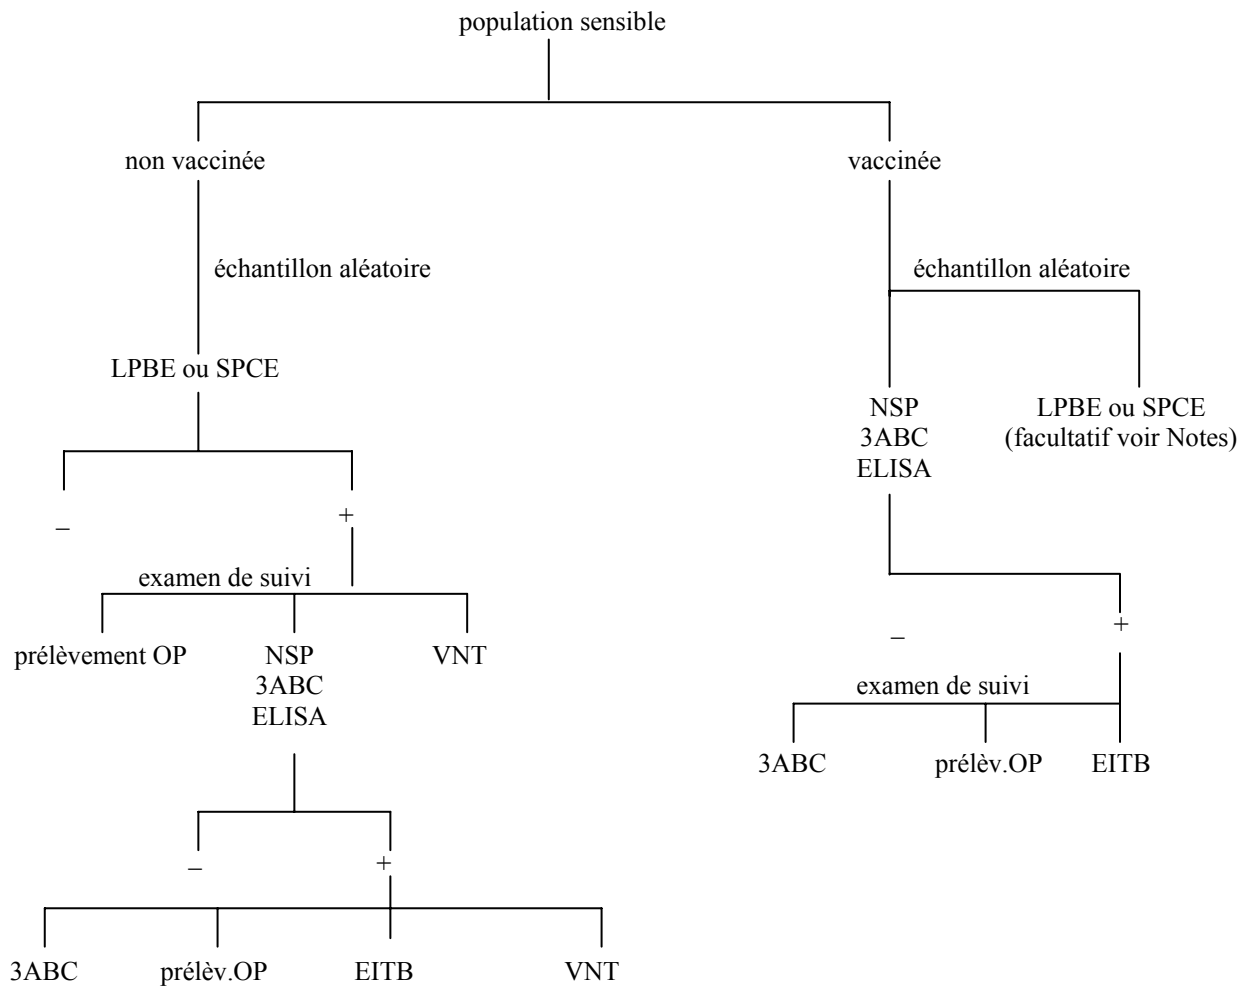 population sensible
non vaccinée
vaccinée
échantillon aléatoire
échantillon aléatoire
LPBE ou SPCE
NSP
3ABC
ELISA
LPBE ou SPCE
(facultatif voir Notes)
–
+
examen de suivi
prélèvement OP
NSP
3ABC
ELISA
VNT
–
+
examen de suivi
3ABC
prélèv.OP
EITB
–
+
3ABC
prélèv.OP
EITB
VNT